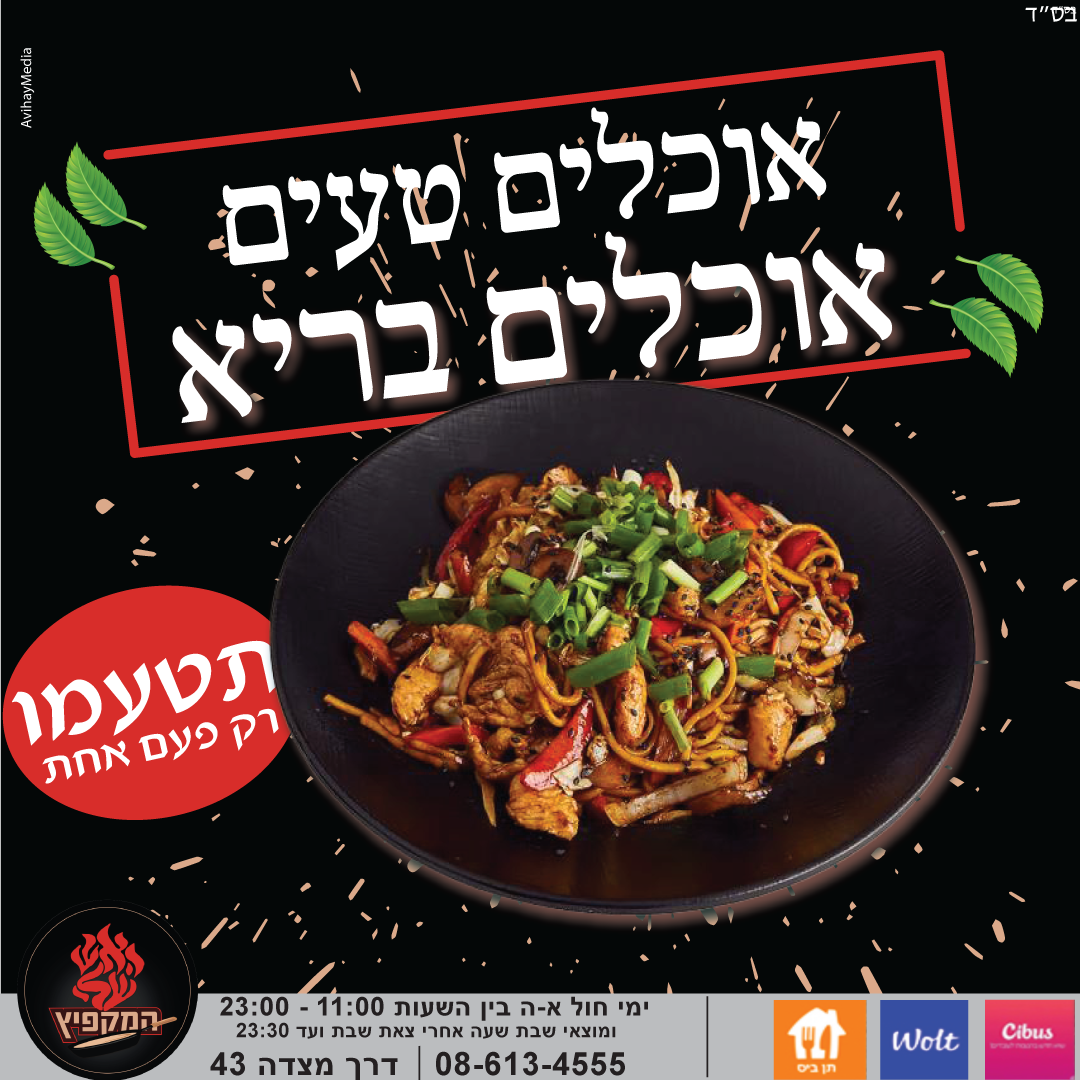 בס״ד
AvihayMedia
אוכלים טעים
אוכלים בריא
תטעמו
רק פעם אחת
המקפיץ
ימי חול א-ה בין השעות 11:00 - 23:00
ומוצאי שבת שעה אחרי צאת שבת ועד 23:30
08-613-4555 | דרך מצדה 43
תן ביס
Wolt
Cibus